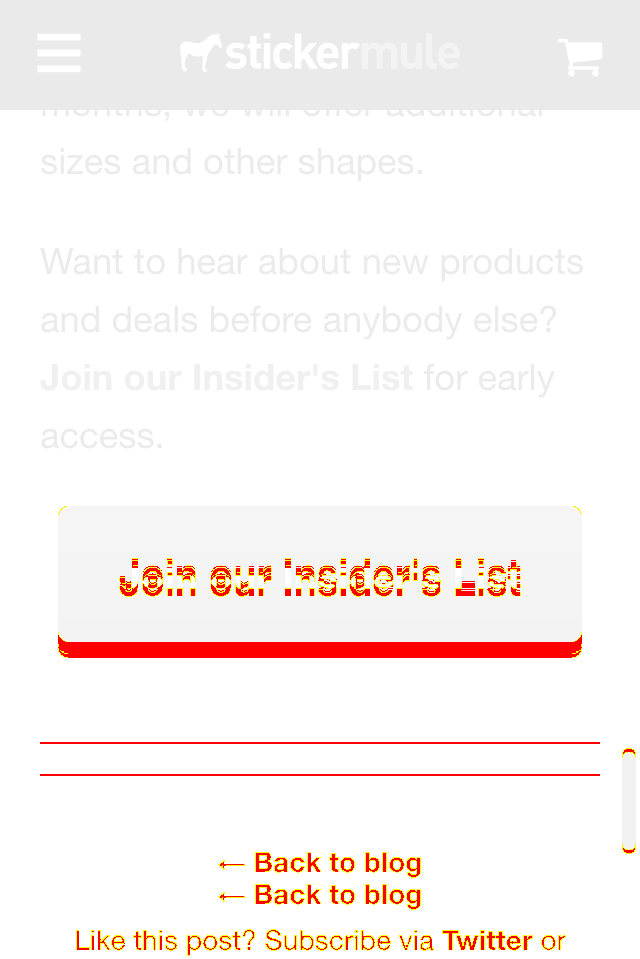 stickermule
months, we will offer additional
sizes and other shapes.
Want to hear about new products
and deals before anybody else?
Join our Insider's List for early
access.
Join our Insider's List
← Back to blog
← Back to blog
Like this post? Subscribe via Twitter or